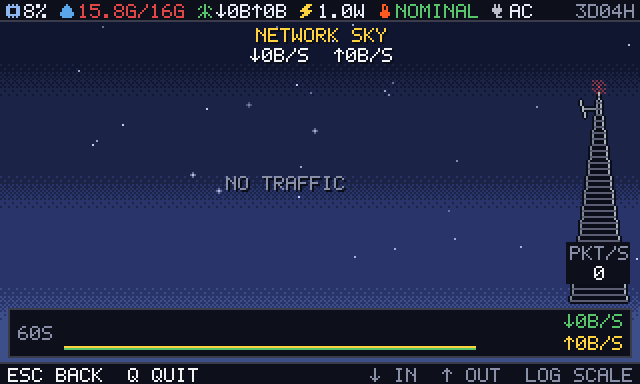 8% 15.8G/16G ↓0B↑0B 1.0W NOMINAL AC 3D04H
NETWORK SKY
↓0B/S ↑0B/S
NO TRAFFIC
PKT/S
0
60S
↓0B/S
↑0B/S
ESC BACK Q QUIT ↓ IN ↑ OUT LOG SCALE